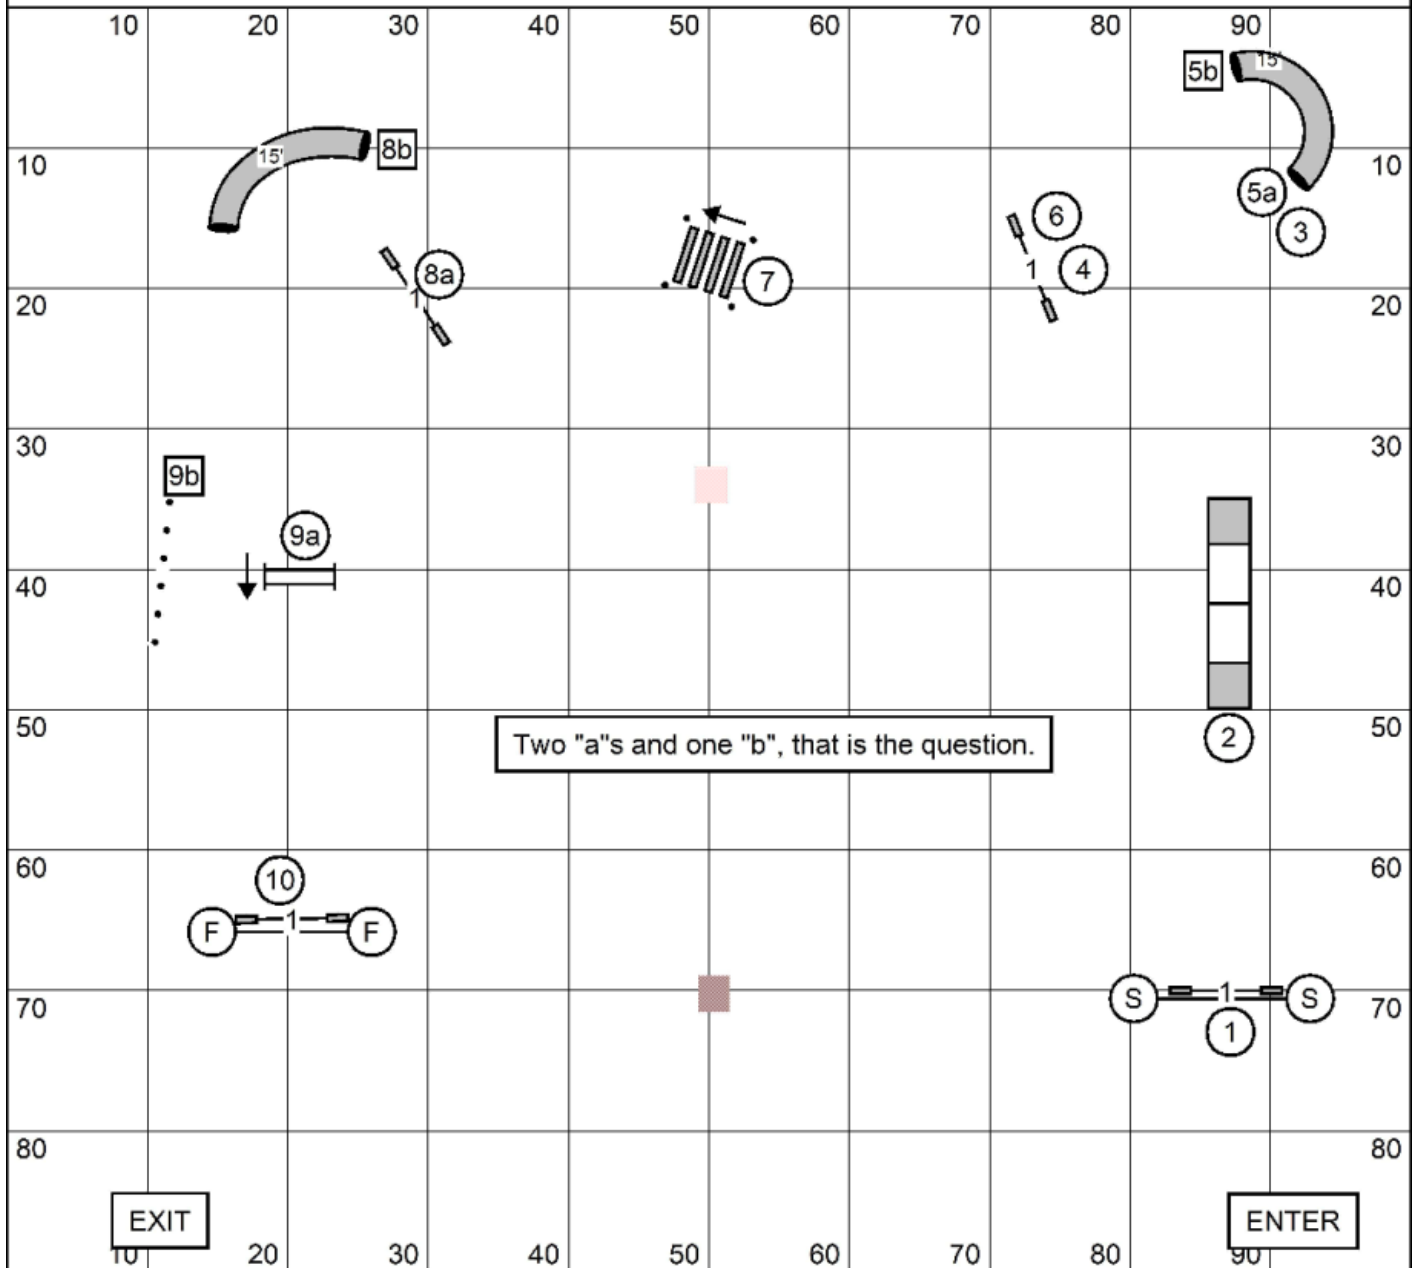 10 20 30 40 50 60 70 80 90
5b 15'
15' 8b
10 10
5a
6
3
8a 4
7
1 1
20 20
30 30
9b
9a
40 40
50 50
2
Two "a"s and one "b", that is the question.
60 60
10
F 1 F
70 70
S 1 S
1
80 80
EXIT ENTER
10 20 30 40 50 60 70 80 90